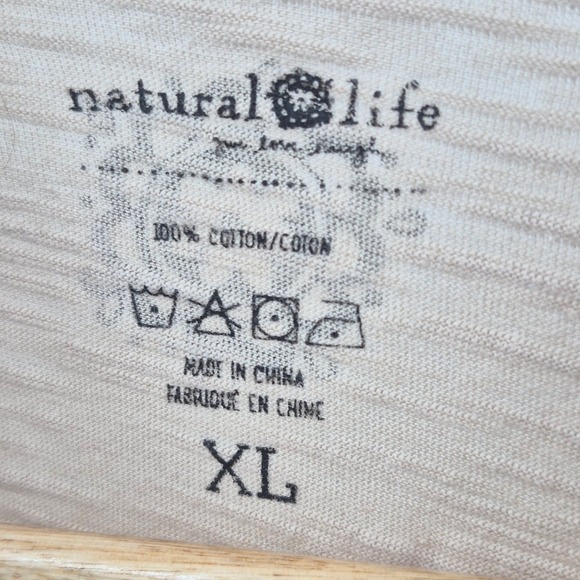 natural life
100% COTTON/COTON
MADE IN CHINA
FABRIQUÉ EN CHINE
XL